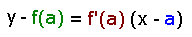 y - f(a) = f'(a) (x - a)